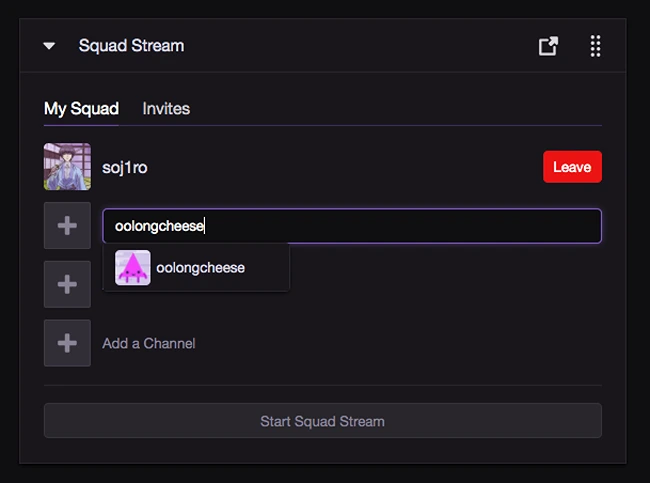 Squad Stream
My Squad Invites
soj1ro Leave
oolongcheese
oolongcheese
Add a Channel
Start Squad Stream